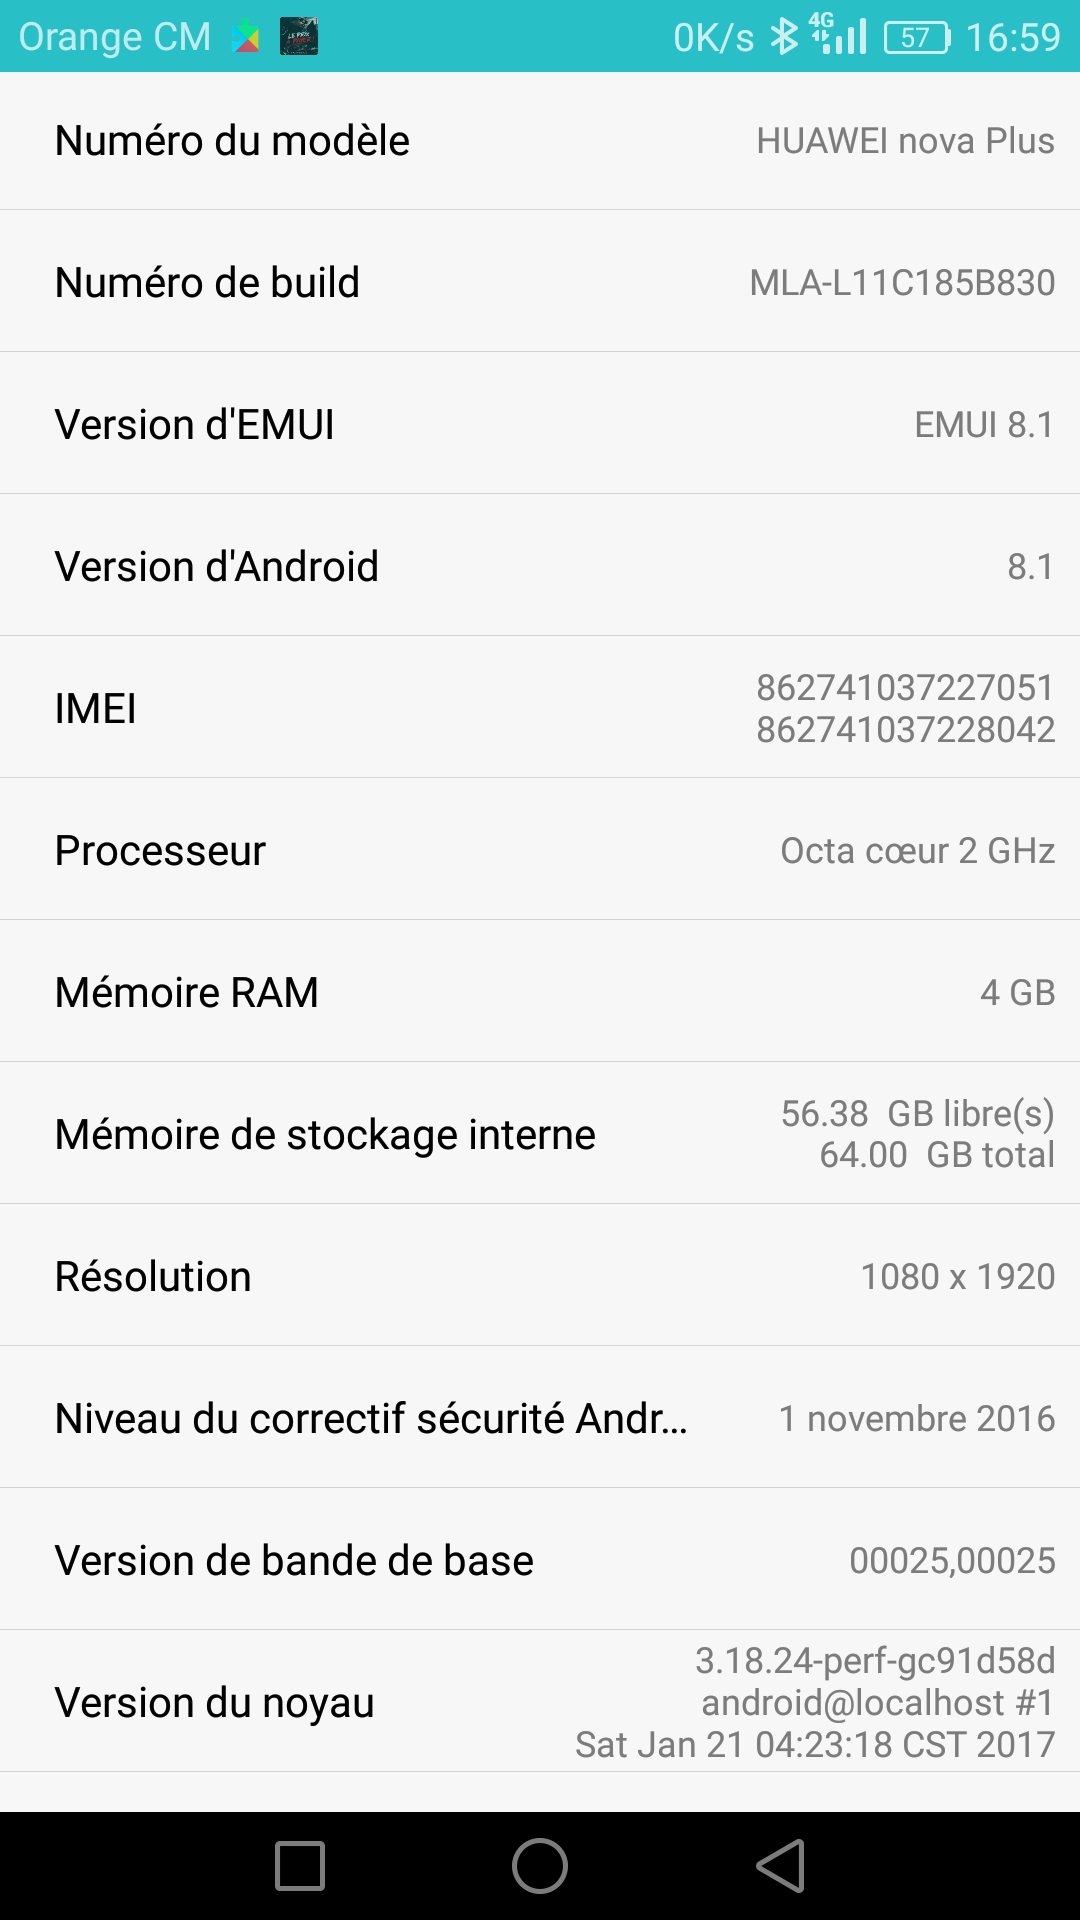 Orange CM 0K/s 4G 57 16:59
Numéro du modèle HUAWEI nova Plus
Numéro de build MLA-L11C185B830
Version d'EMUI EMUI 8.1
Version d'Android 8.1
IMEI 862741037227051
862741037228042
Processeur Octa cœur 2 GHz
Mémoire RAM 4 GB
Mémoire de stockage interne 56.38 GB libre(s)
64.00 GB total
Résolution 1080 x 1920
Niveau du correctif sécurité Andr... 1 novembre 2016
Version de bande de base 00025,00025
Version du noyau 3.18.24-perf-gc91d58d
android@localhost #1
Sat Jan 21 04:23:18 CST 2017